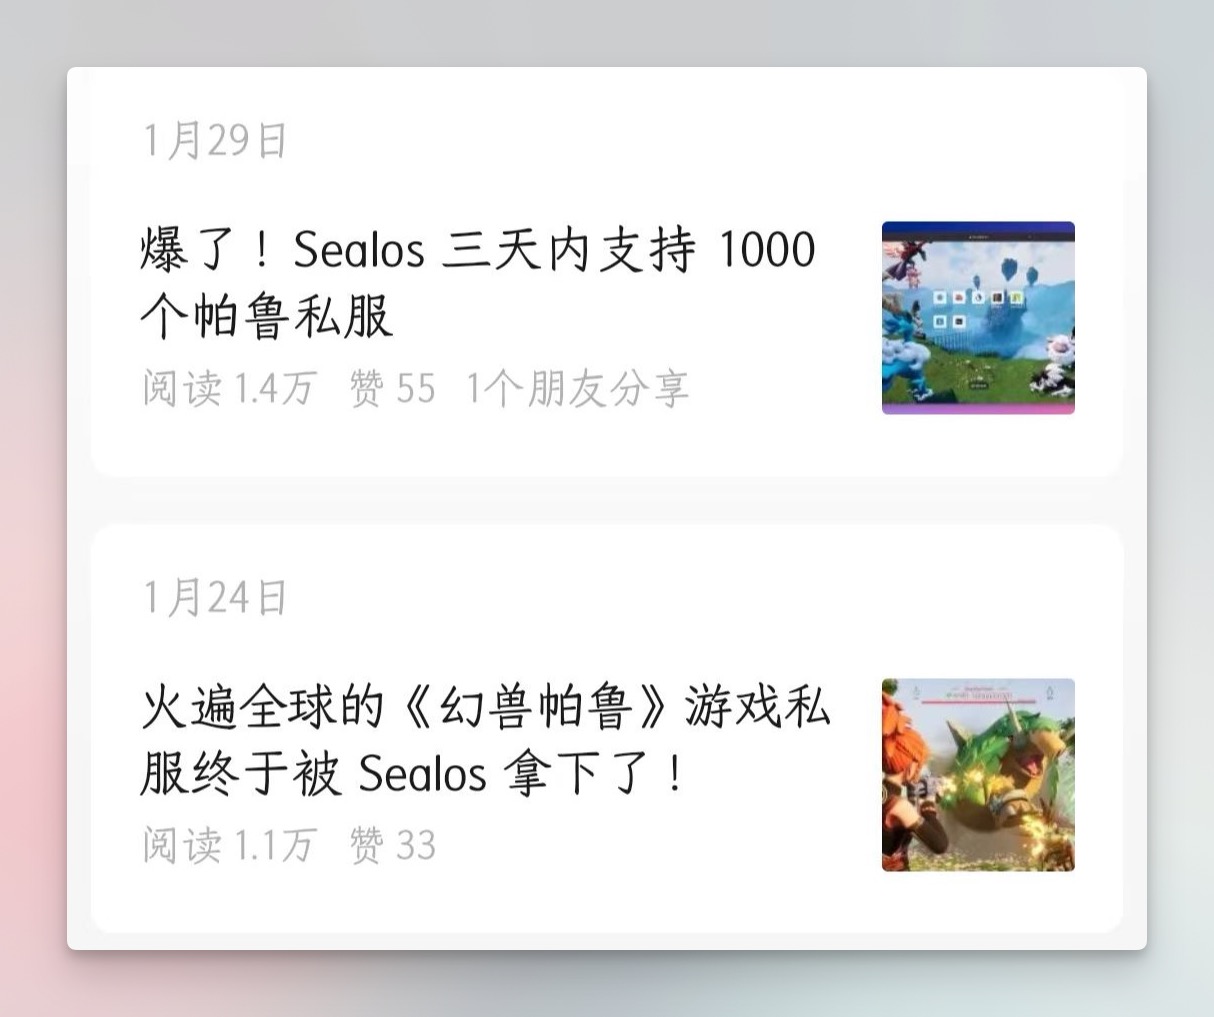 1月29日
爆了！Sealos 三天内支持 1000
个帕鲁私服
阅读 1.4万 赞 55 1个朋友分享
1月24日
火遍全球的《幻兽帕鲁》游戏私
服终于被 Sealos 拿下了！
阅读 1.1万 赞 33